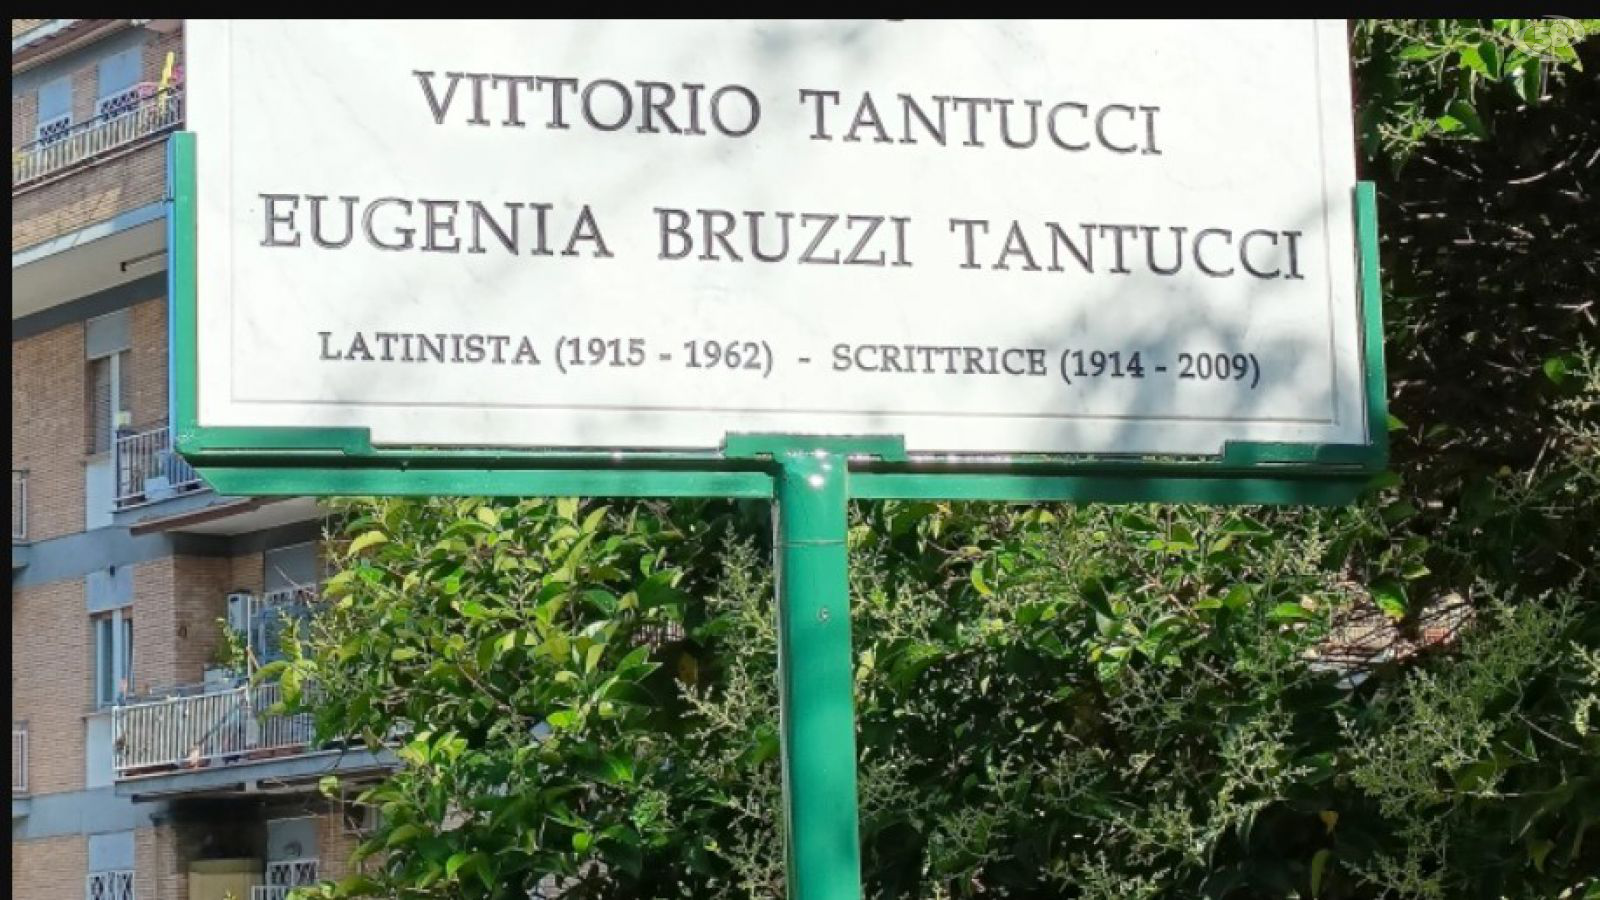 VITTORIO TANTUCCI
EUGENIA BRUZZI TANTUCCI
LATINISTA (1915 - 1962) - SCRITTRICE (1914 - 2009)